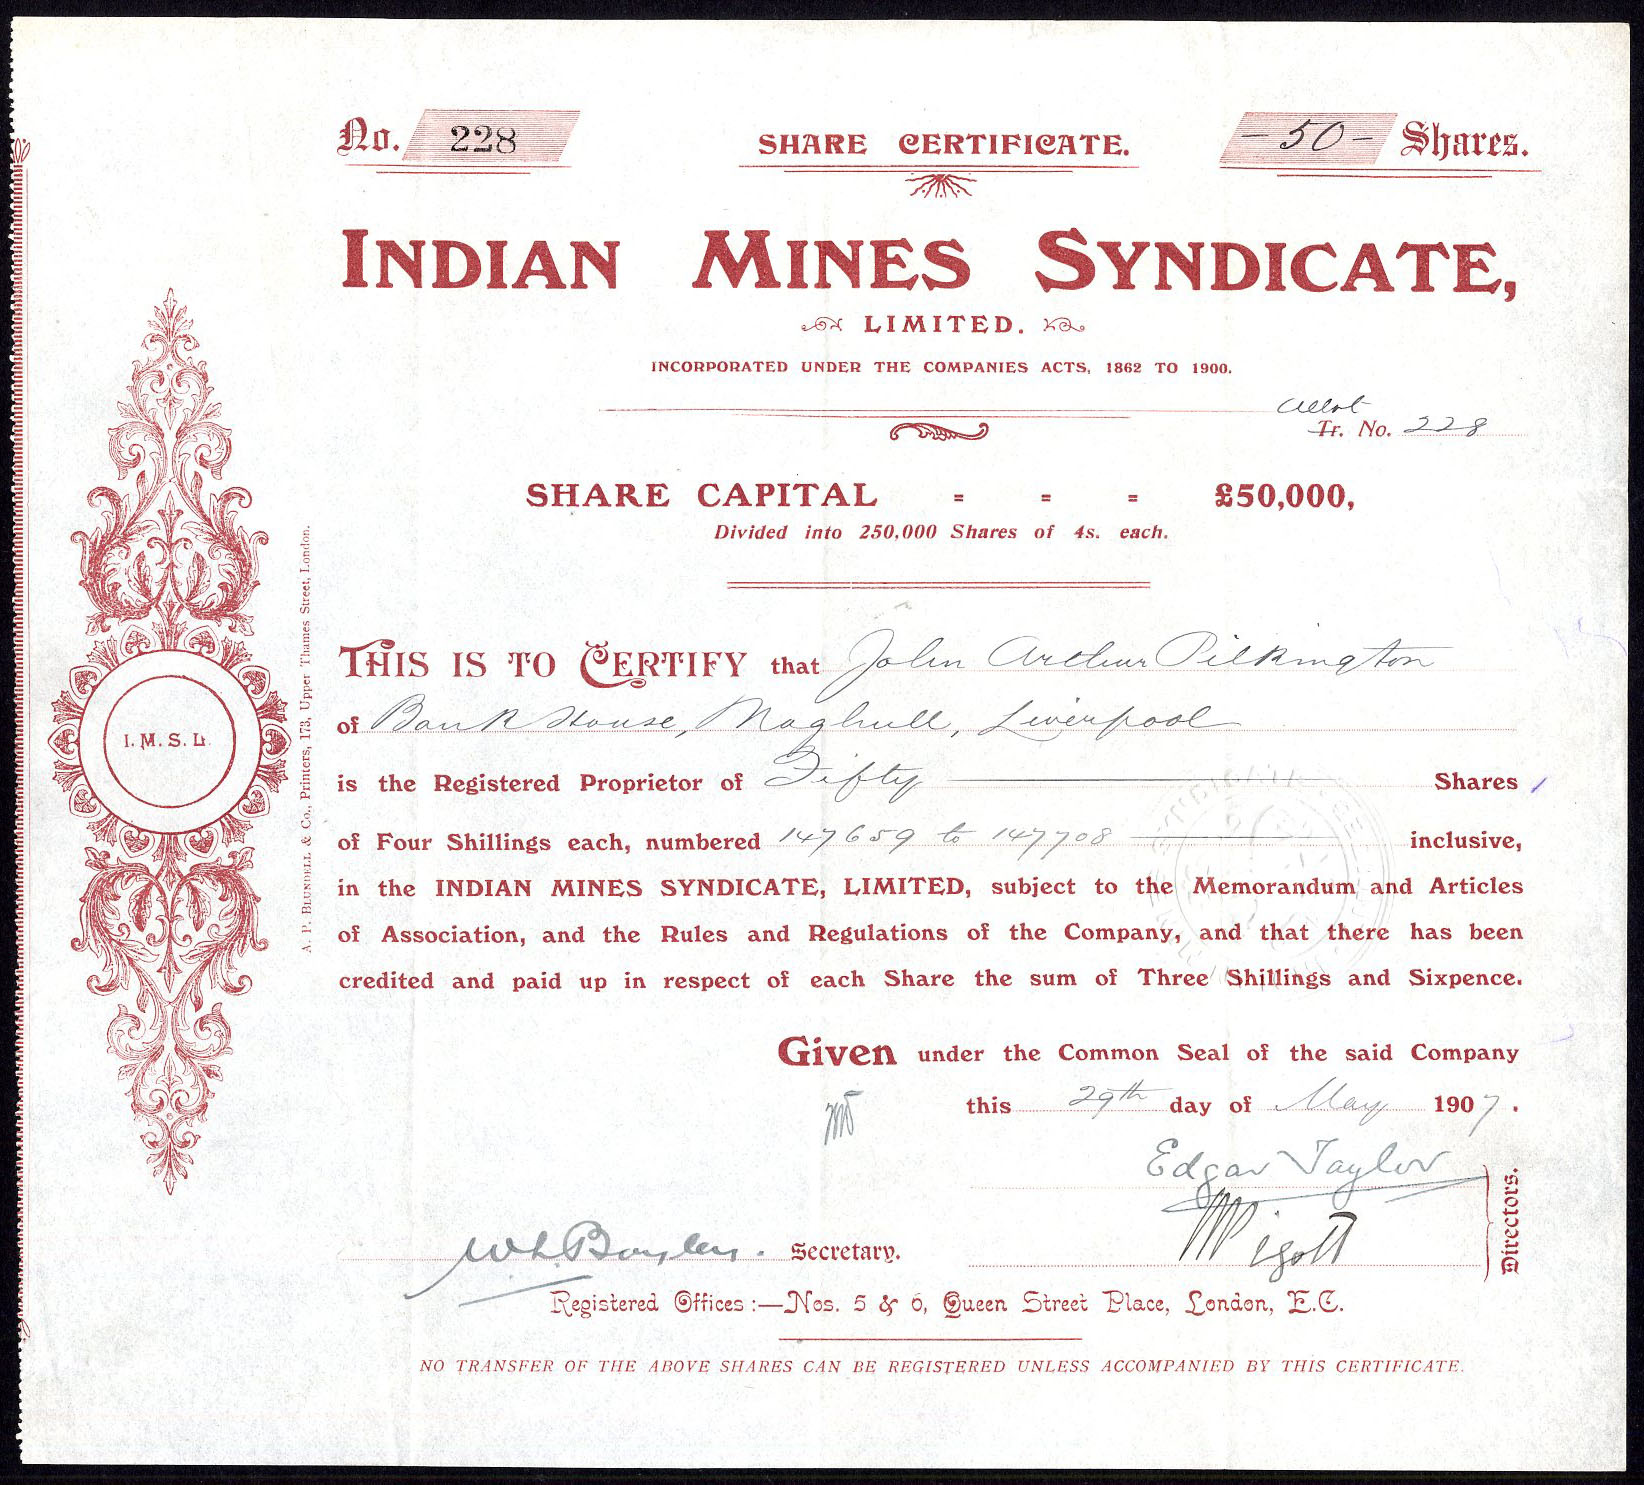 No. 228
SHARE CERTIFICATE.
- 50 - Shares.
INDIAN MINES SYNDICATE,
LIMITED.
INCORPORATED UNDER THE COMPANIES ACTS, 1862 TO 1900.
Allot
Tr. No. 228
SHARE CAPITAL = = = £50,000,
Divided into 250,000 Shares of 4s. each.
THIS IS TO CERTIFY that John Arthur Pilkington
of Bank House, Maghull, Liverpool
is the Registered Proprietor of Fifty Shares
of Four Shillings each, numbered 147659 to 147708 inclusive,
in the INDIAN MINES SYNDICATE, LIMITED, subject to the Memorandum and Articles
of Association, and the Rules and Regulations of the Company, and that there has been
credited and paid up in respect of each Share the sum of Three Shillings and Sixpence.
Given under the Common Seal of the said Company
this 29th day of May 1907.
Edgar Taylor
Pigott
Directors.
W L Bayley. Secretary.
Registered Offices :—Nos. 5 & 6, Queen Street Place, London, E.C.
NO TRANSFER OF THE ABOVE SHARES CAN BE REGISTERED UNLESS ACCOMPANIED BY THIS CERTIFICATE.
I. M. S. L.
A. P. BLUNDELL & Co., Printers, 173, Upper Thames Street, London.